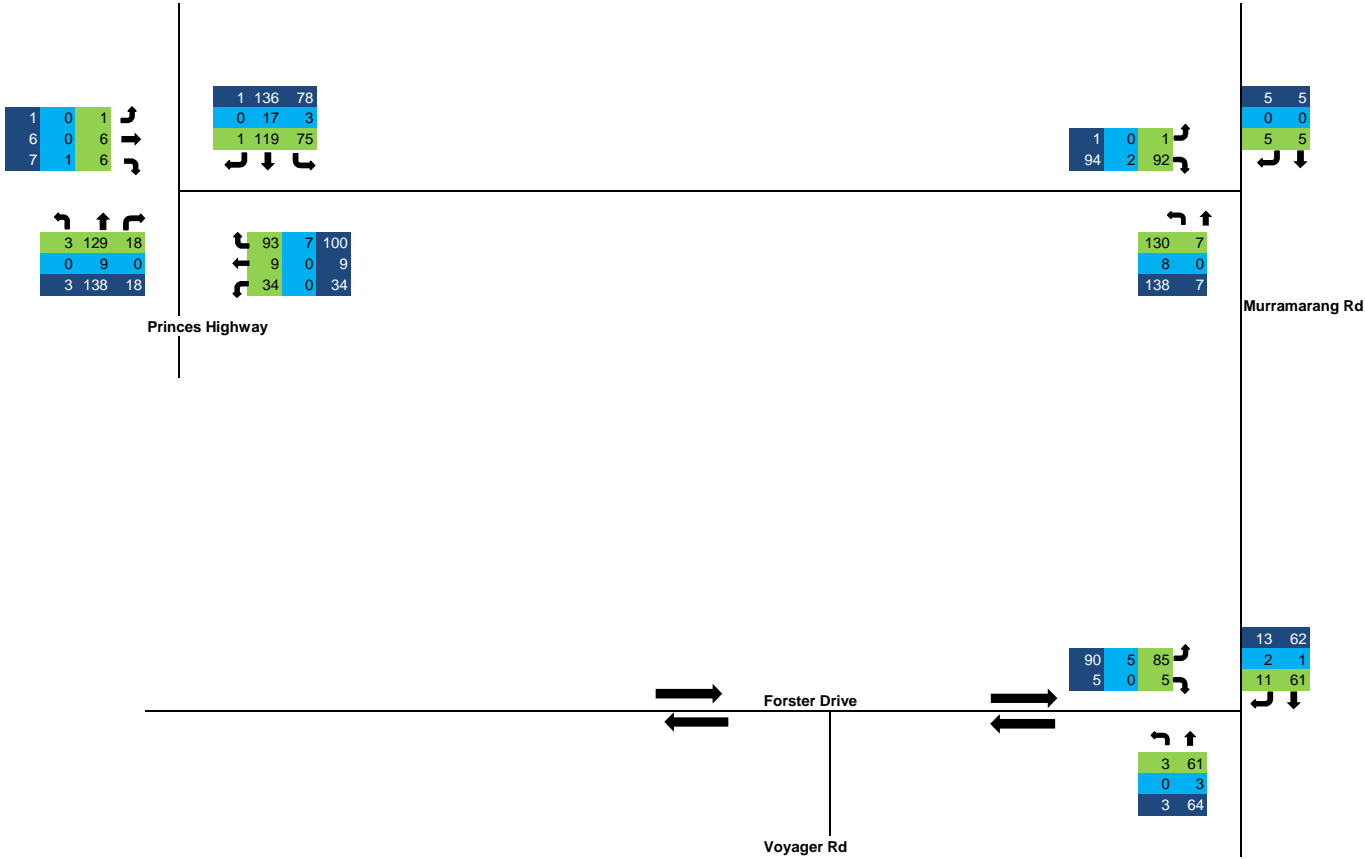 1 136 78
0 17 3
1 119 75
1 0 1
6 0 6
7 1 6
3 129 18
0 9 0
3 138 18
93 7 100
9 0 9
34 0 34
Princes Highway
5 5
0 0
5 5
1 0 1
94 2 92
130 7
8 0
138 7
Murramarang Rd
13 62
2 1
11 61
90 5 85
5 0 5
Forster Drive
3 61
0 3
3 64
Voyager Rd